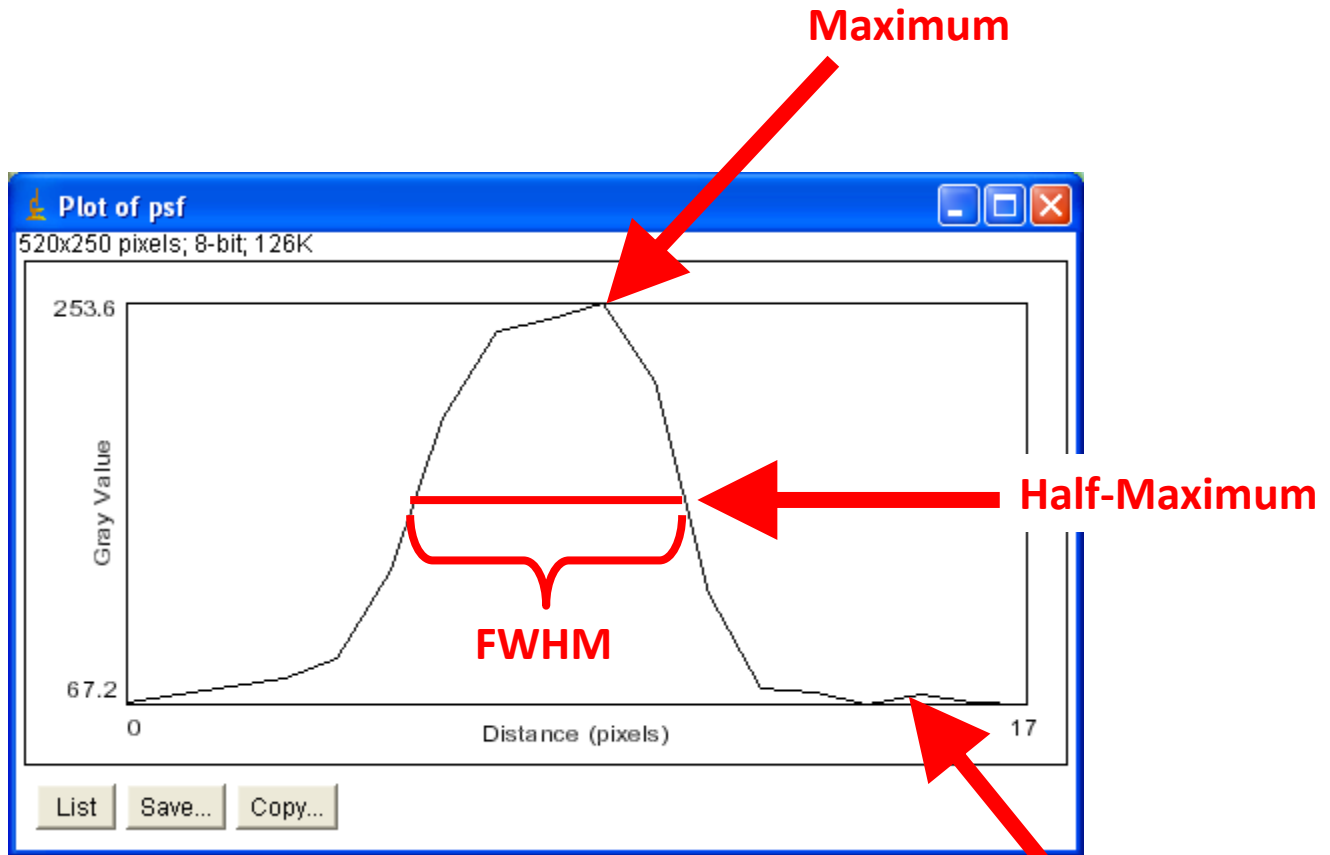 Maximum
Plot of psf
520x250 pixels; 8-bit; 126K
253.6
Gray Value
Half-Maximum
FWHM
67.2
0
Distance (pixels)
17
List Save... Copy...